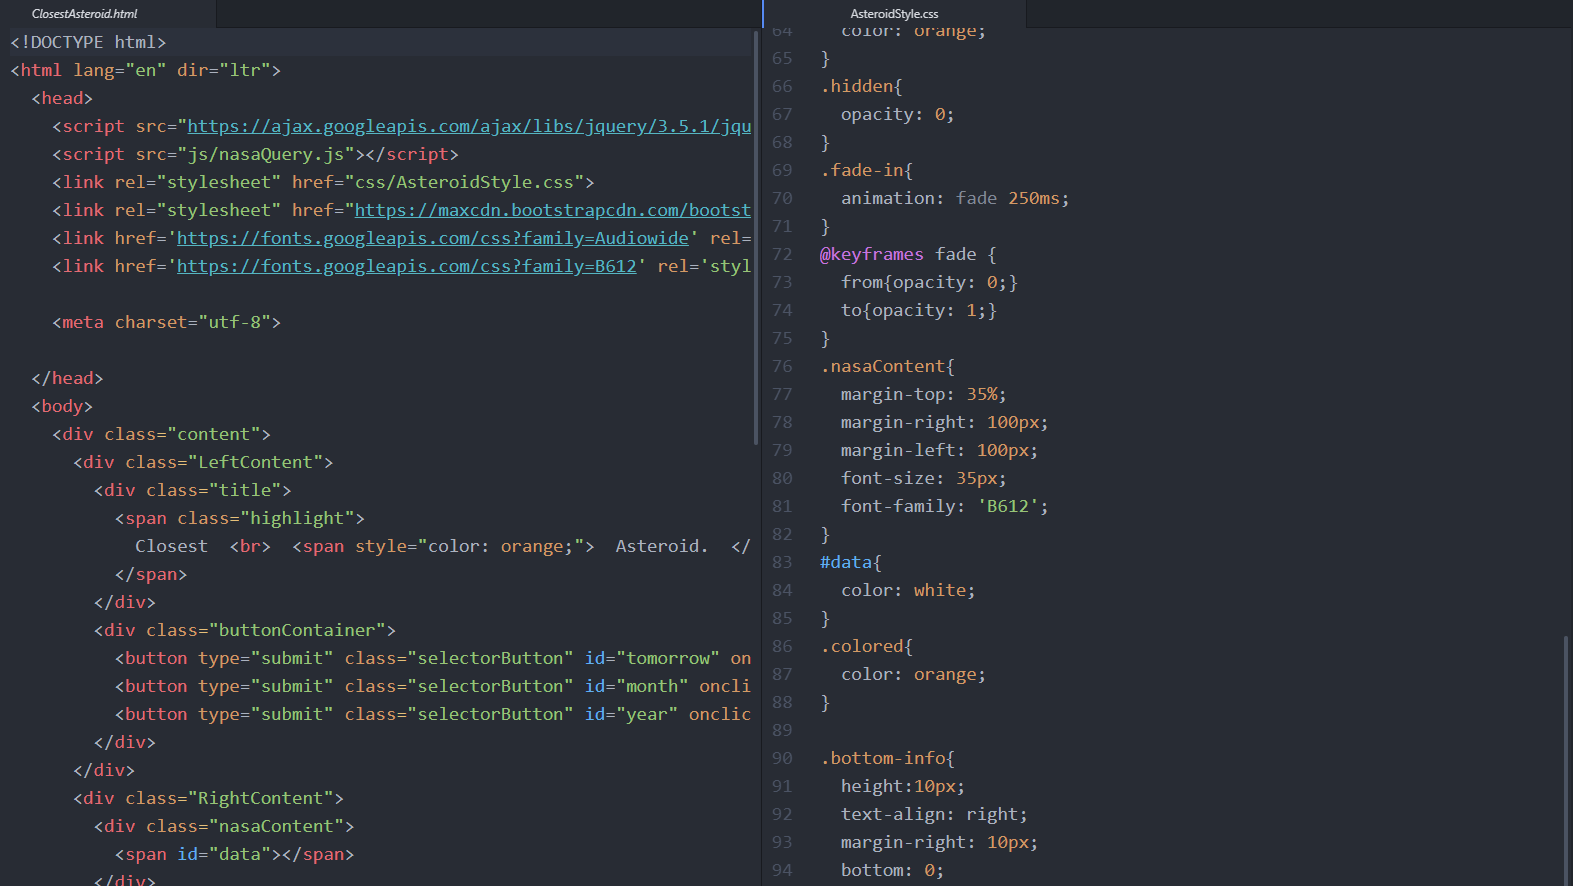 ClosestAsteroid.html
<!DOCTYPE html>
<html lang="en" dir="ltr">
<head>
<script src="https://ajax.googleapis.com/ajax/libs/jquery/3.5.1/jqu
<script src="js/nasaQuery.js"></script>
<link rel="stylesheet" href="css/AsteroidStyle.css">
<link rel="stylesheet" href="https://maxcdn.bootstrapcdn.com/bootst
<link href='https://fonts.googleapis.com/css?family=Audiowide' rel=
<link href='https://fonts.googleapis.com/css?family=B612' rel='styl
<meta charset="utf-8">
</head>
<body>
<div class="content">
<div class="LeftContent">
<div class="title">
<span class="highlight">
Closest <br> <span style="color: orange;"> Asteroid. </
</span>
</div>
<div class="buttonContainer">
<button type="submit" class="selectorButton" id="tomorrow" on
<button type="submit" class="selectorButton" id="month" oncli
<button type="submit" class="selectorButton" id="year" onclic
</div>
</div>
<div class="RightContent">
<div class="nasaContent">
<span id="data"></span>
</div>
AsteroidStyle.css
64 color: orange;
65 }
66 .hidden{
67 opacity: 0;
68 }
69 .fade-in{
70 animation: fade 250ms;
71 }
72 @keyframes fade {
73 from{opacity: 0;}
74 to{opacity: 1;}
75 }
76 .nasaContent{
77 margin-top: 35%;
78 margin-right: 100px;
79 margin-left: 100px;
80 font-size: 35px;
81 font-family: 'B612';
82 }
83 #data{
84 color: white;
85 }
86 .colored{
87 color: orange;
88 }
89
90 .bottom-info{
91 height:10px;
92 text-align: right;
93 margin-right: 10px;
94 bottom: 0;